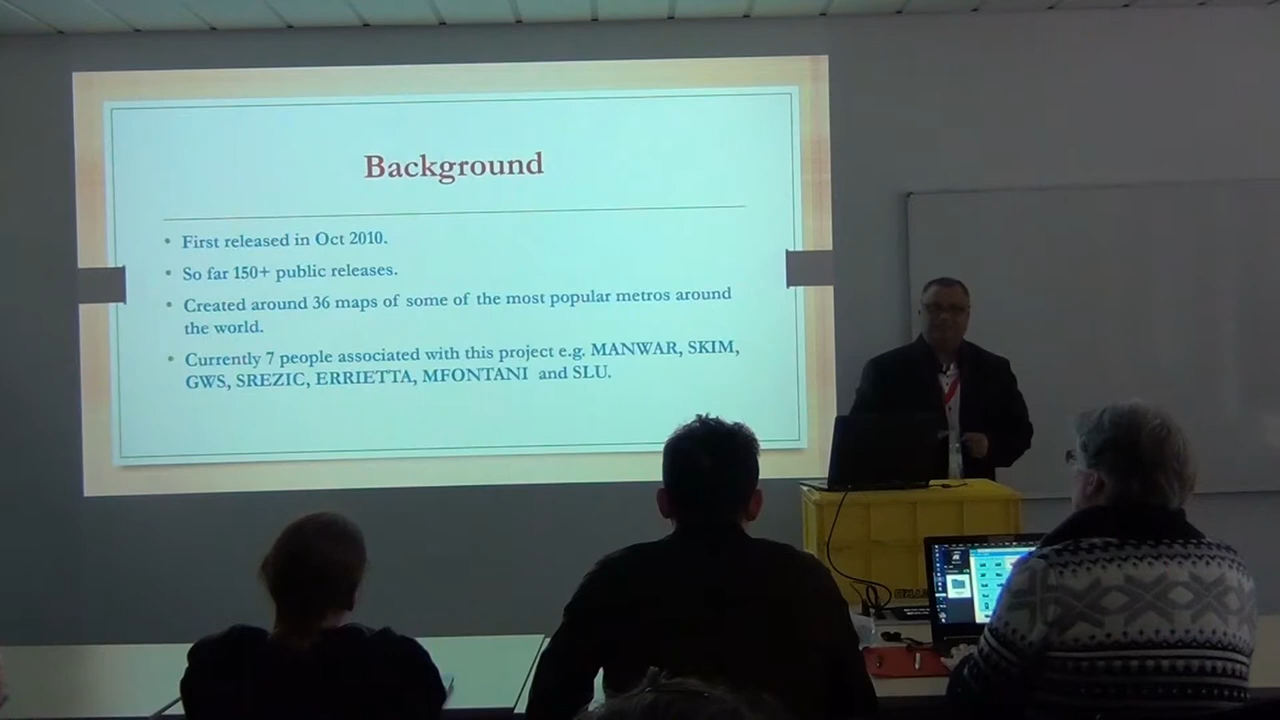 Background
• First released in Oct 2010.
• So far 150+ public releases.
• Created around 36 maps of some of the most popular metros around
the world.
• Currently 7 people associated with this project e.g. MANWAR, SKIM,
GWS, SREZIC, ERRIETTA, MFONTANI and SLU.